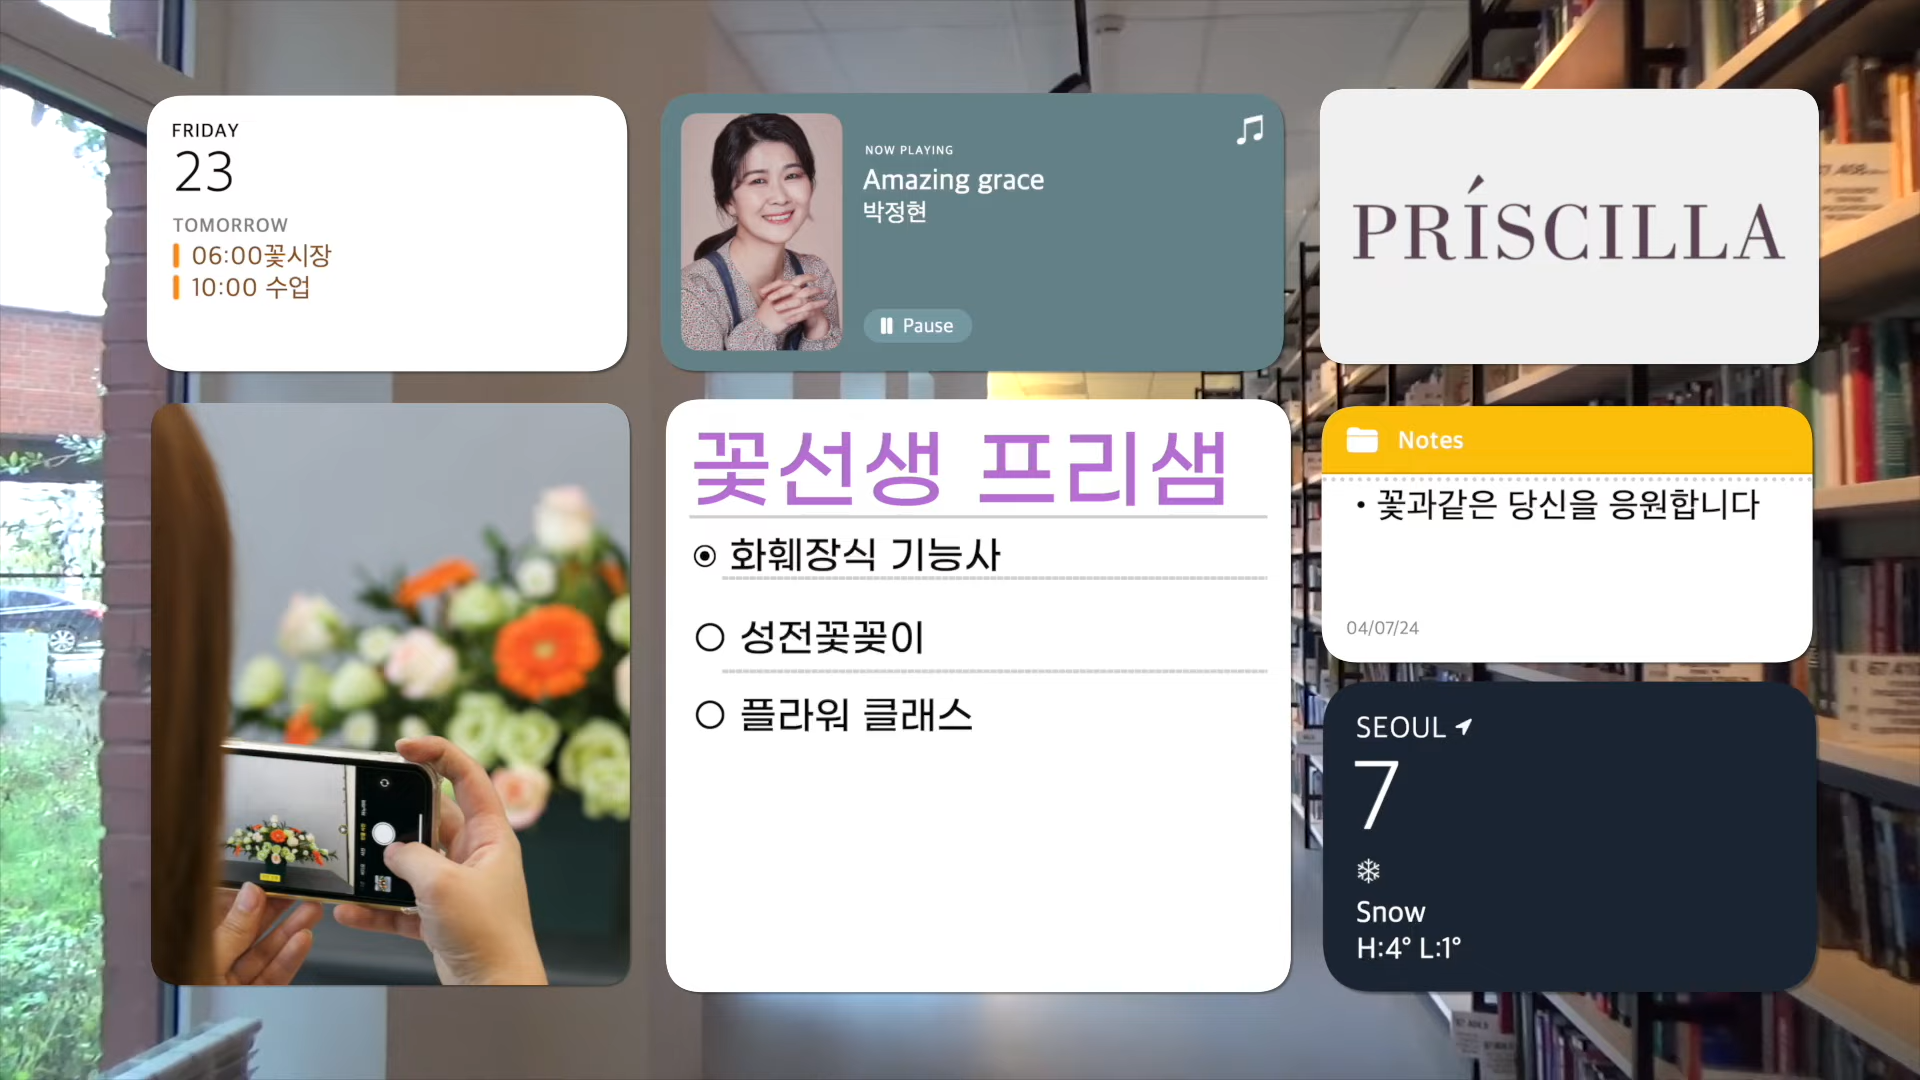 FRIDAY
23
TOMORROW
06:00꽃시장
10:00 수업
NOW PLAYING
Amazing grace
박정현
Pause
PRÍSCILLA
꽃선생 프리샘
화훼장식 기능사
성전꽃꽂이
플라워 클래스
Notes
• 꽃과같은 당신을 응원합니다
04/07/24
SEOUL
7
Snow
H:4° L:1°